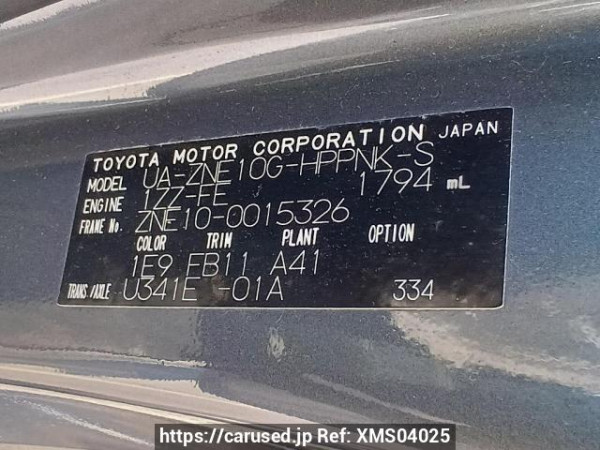 TOYOTA MOTOR CORPORATION JAPAN
MODEL UA-ZNE10G-HPPNK-S
ENGINE 1ZZ-FE 1794 mL
FRAME No. ZNE10-0015326
COLOR TRIM PLANT OPTION
1E9 FB11 A41
TRANS/AXLE U341E -01A 334
https://carused.jp Ref: XMS04025